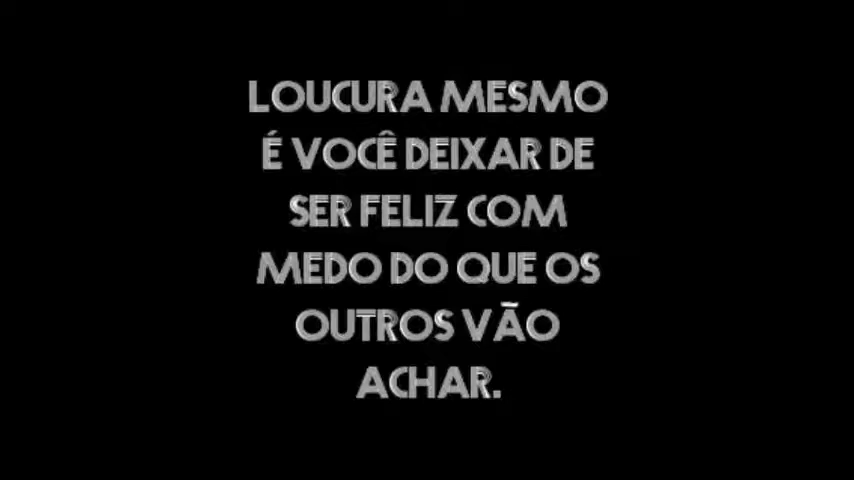 LOUCURA MESMO
É VOCÊ DEIXAR DE
SER FELIZ COM
MEDO DO QUE OS
OUTROS VÃO
ACHAR.